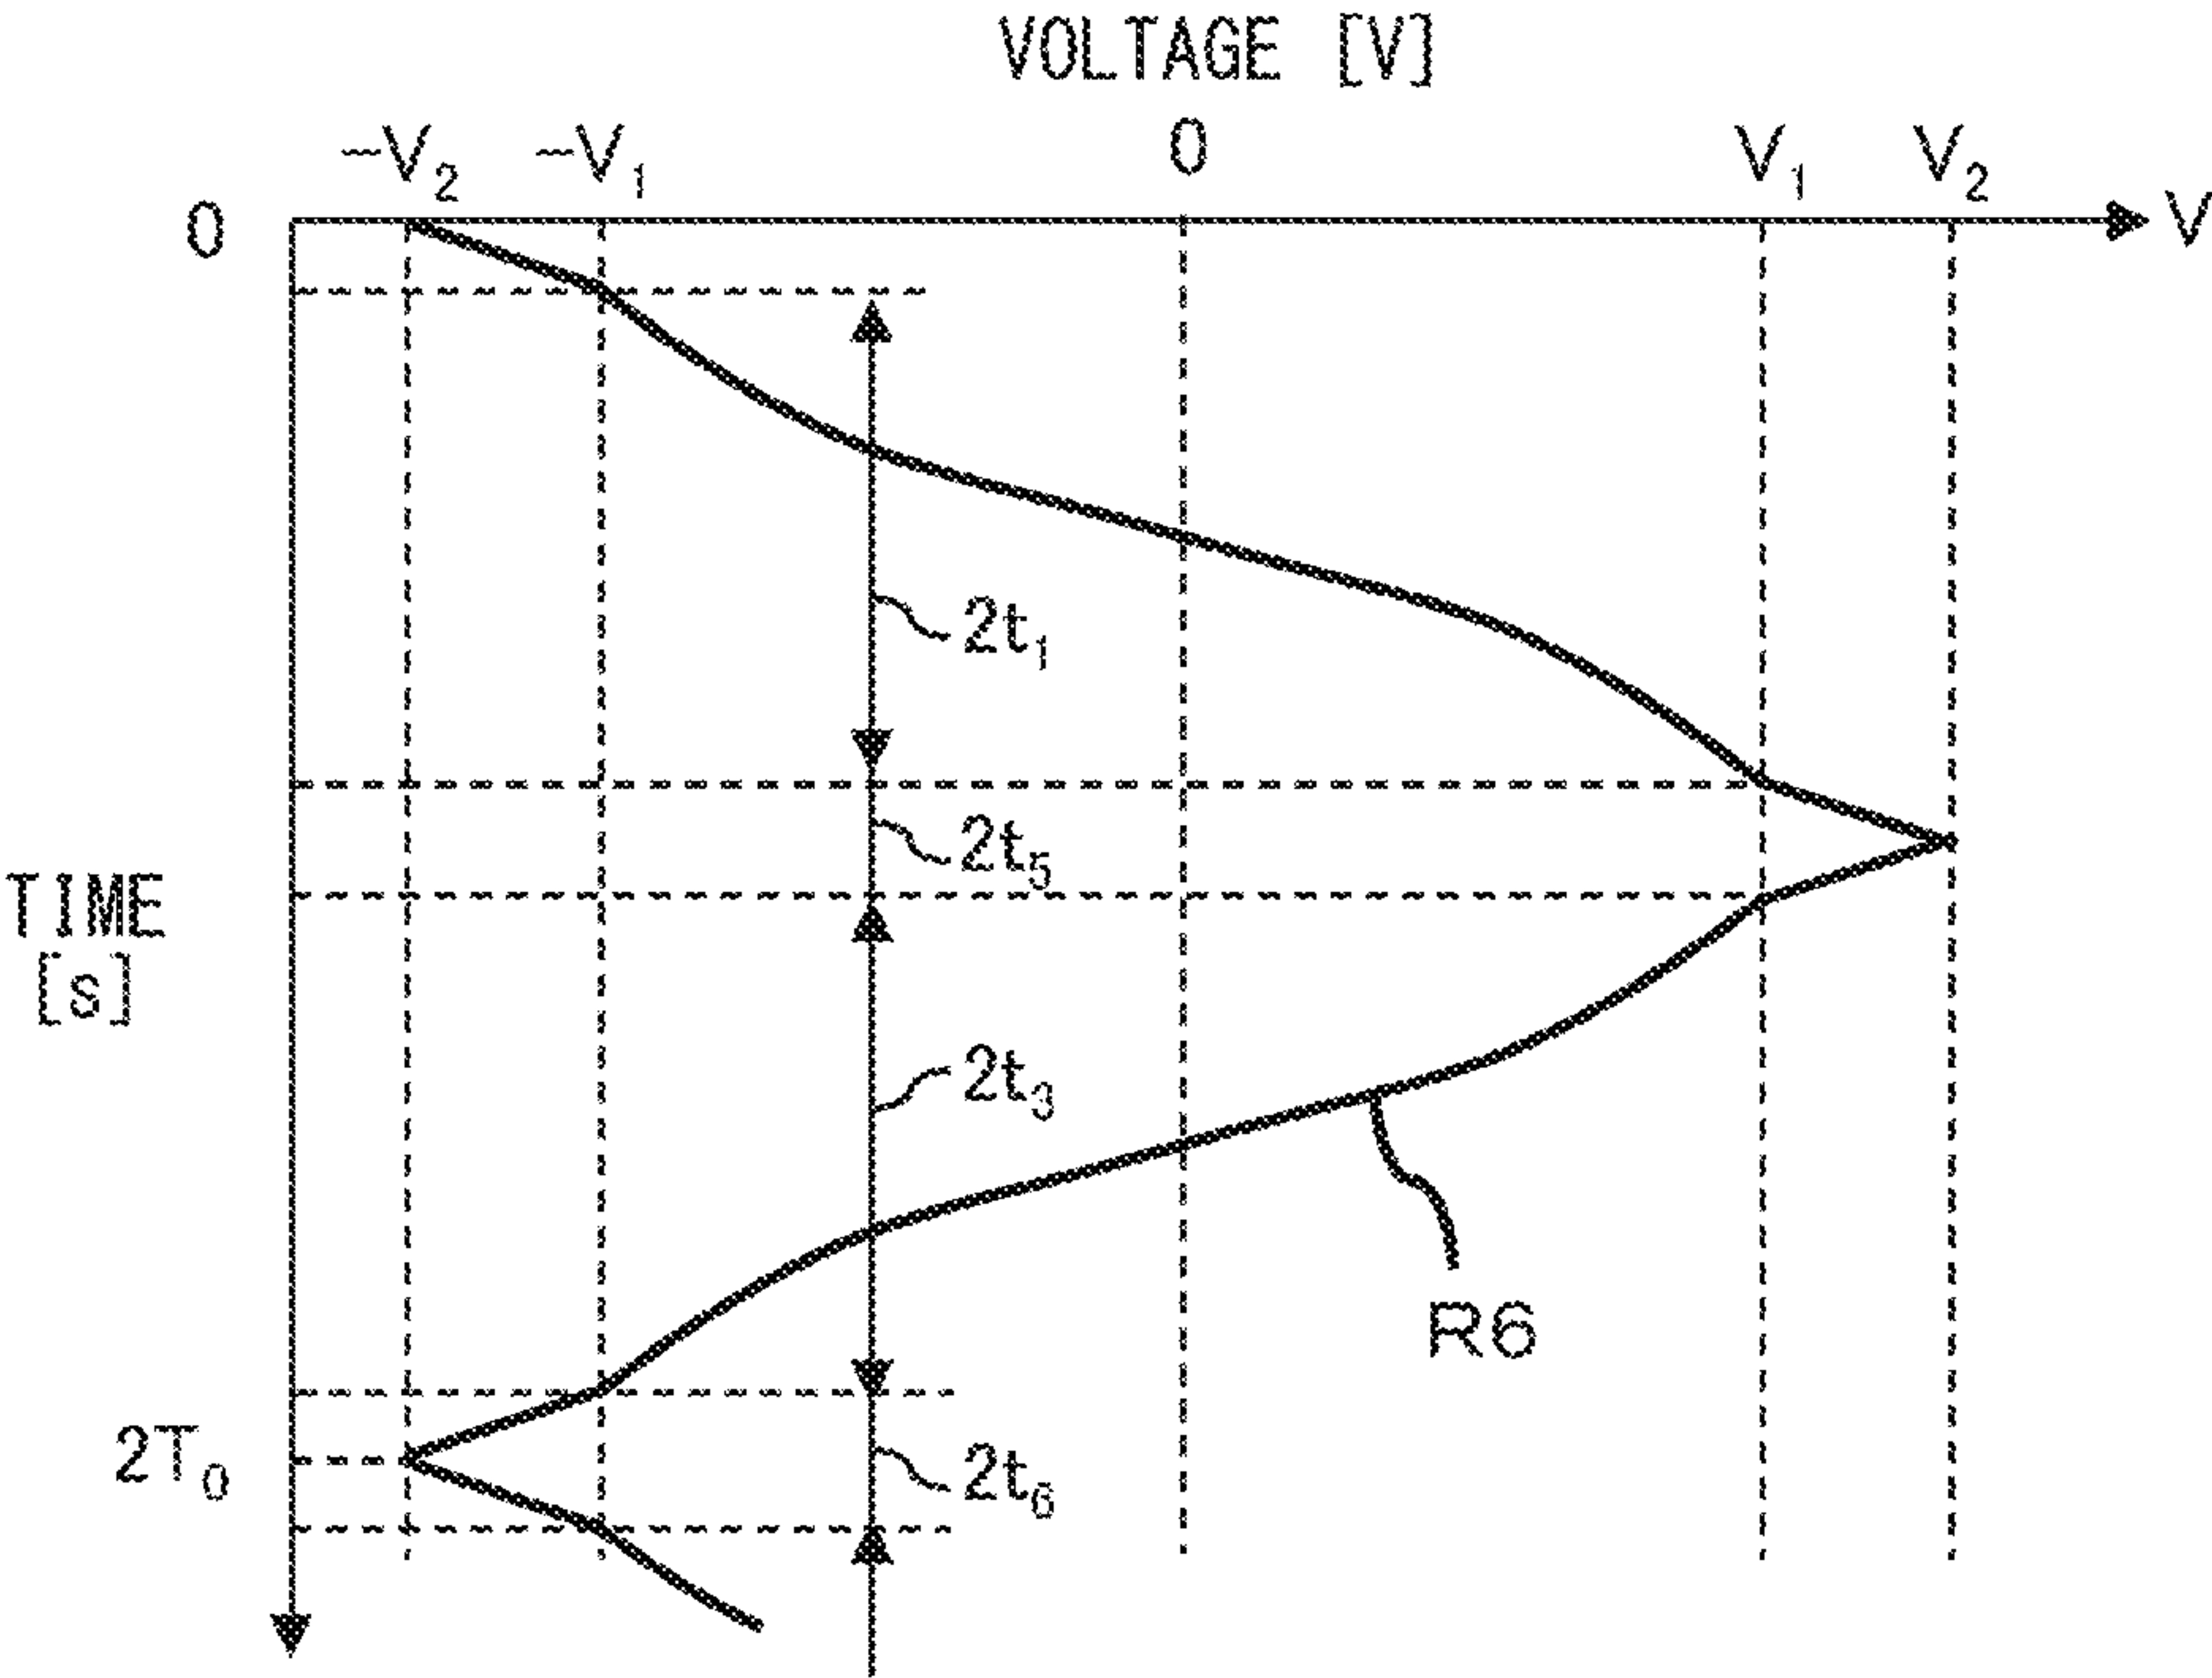 VOLTAGE [V]
-V₂ -V₁ 0 V₁ V₂
0 V
2t₁
2t₅
TIME
[s]
2t₃
R6
2T₀
2t₆